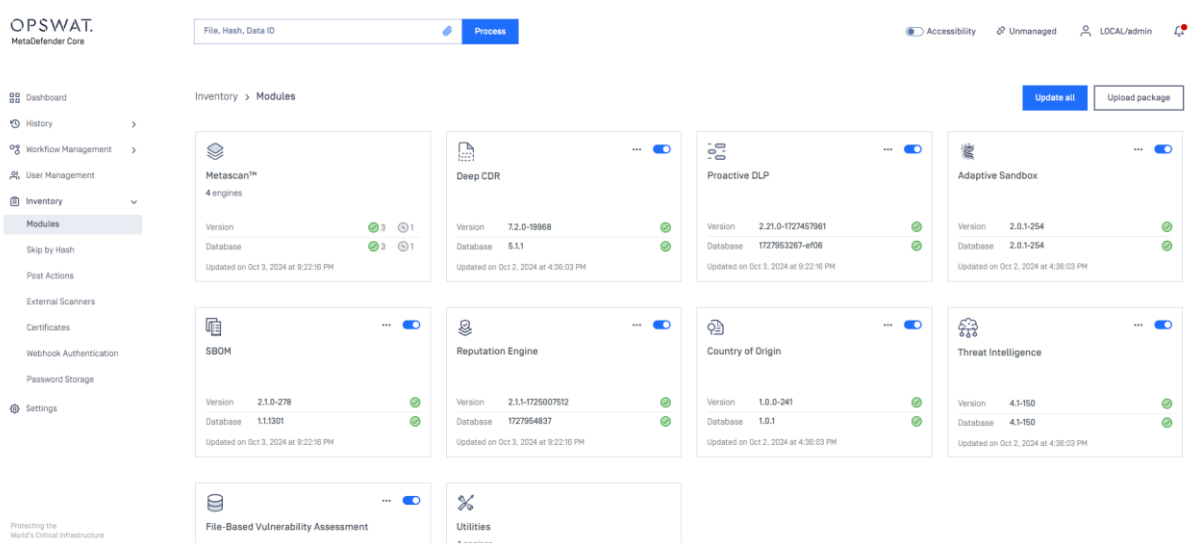 OPSWAT.
MetaDefender Core
File, Hash, Data ID
Process
Accessibility
Unmanaged
LOCAL/admin
Dashboard
History
Workflow Management
User Management
Inventory
Modules
Skip by Hash
Post Actions
External Scanners
Certificates
Webhook Authentication
Password Storage
Settings
Protecting the
World's Critical Infrastructure
Inventory > Modules
Update all
Upload package
Metascan™
4 engines
Version 3 1
Database 3 1
Updated on Oct 3, 2024 at 9:22:16 PM
Deep CDR
Version 7.2.0-19968
Database 5.1.1
Updated on Oct 2, 2024 at 4:36:03 PM
Proactive DLP
Version 2.21.0-1727457961
Database 1727953267-ef06
Updated on Oct 3, 2024 at 9:22:16 PM
Adaptive Sandbox
Version 2.0.1-254
Database 2.0.1-254
Updated on Oct 2, 2024 at 4:36:03 PM
SBOM
Version 2.1.0-278
Database 1.1.1301
Updated on Oct 3, 2024 at 9:22:16 PM
Reputation Engine
Version 2.1.1-1725007512
Database 1727954837
Updated on Oct 3, 2024 at 9:22:16 PM
Country of Origin
Version 1.0.0-241
Database 1.0.1
Updated on Oct 2, 2024 at 4:36:03 PM
Threat Intelligence
Version 4.1-150
Database 4.1-150
Updated on Oct 2, 2024 at 4:36:03 PM
File-Based Vulnerability Assessment
Utilities